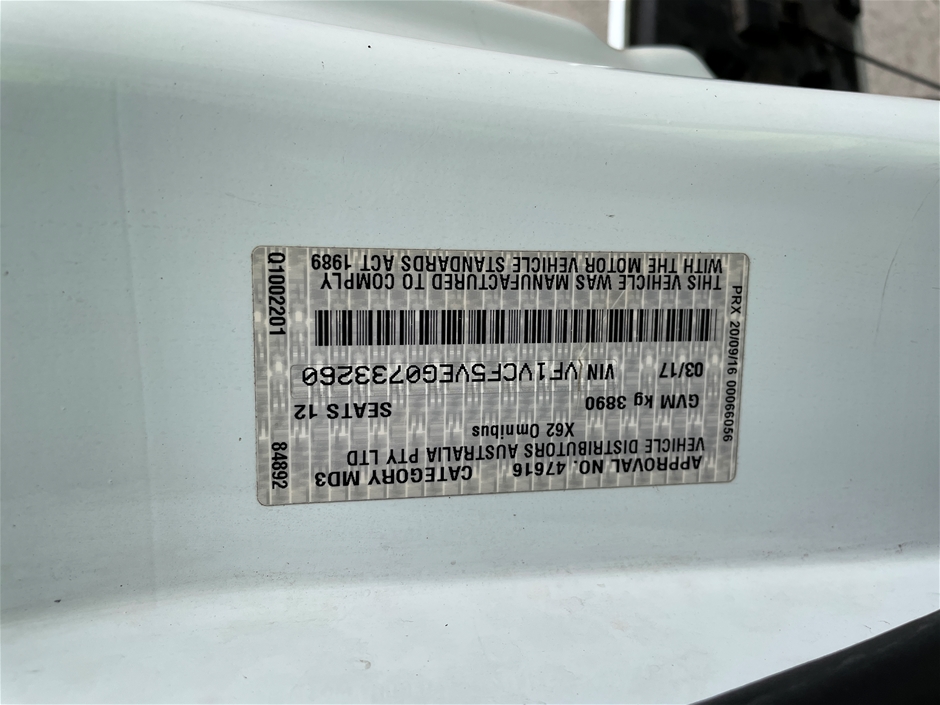 APPROVAL NO. 47616 CATEGORY MD3
VEHICLE DISTRIBUTORS AUSTRALIA PTY LTD
X62 Omnibus
GVM kg 3890 SEATS 12
03/17 VIN VF1VCF5VEG0733260
THIS VEHICLE WAS MANUFACTURED TO COMPLY
WITH THE MOTOR VEHICLE STANDARDS ACT 1989
PRX 20/09/16 00066056
Q1002201 84892